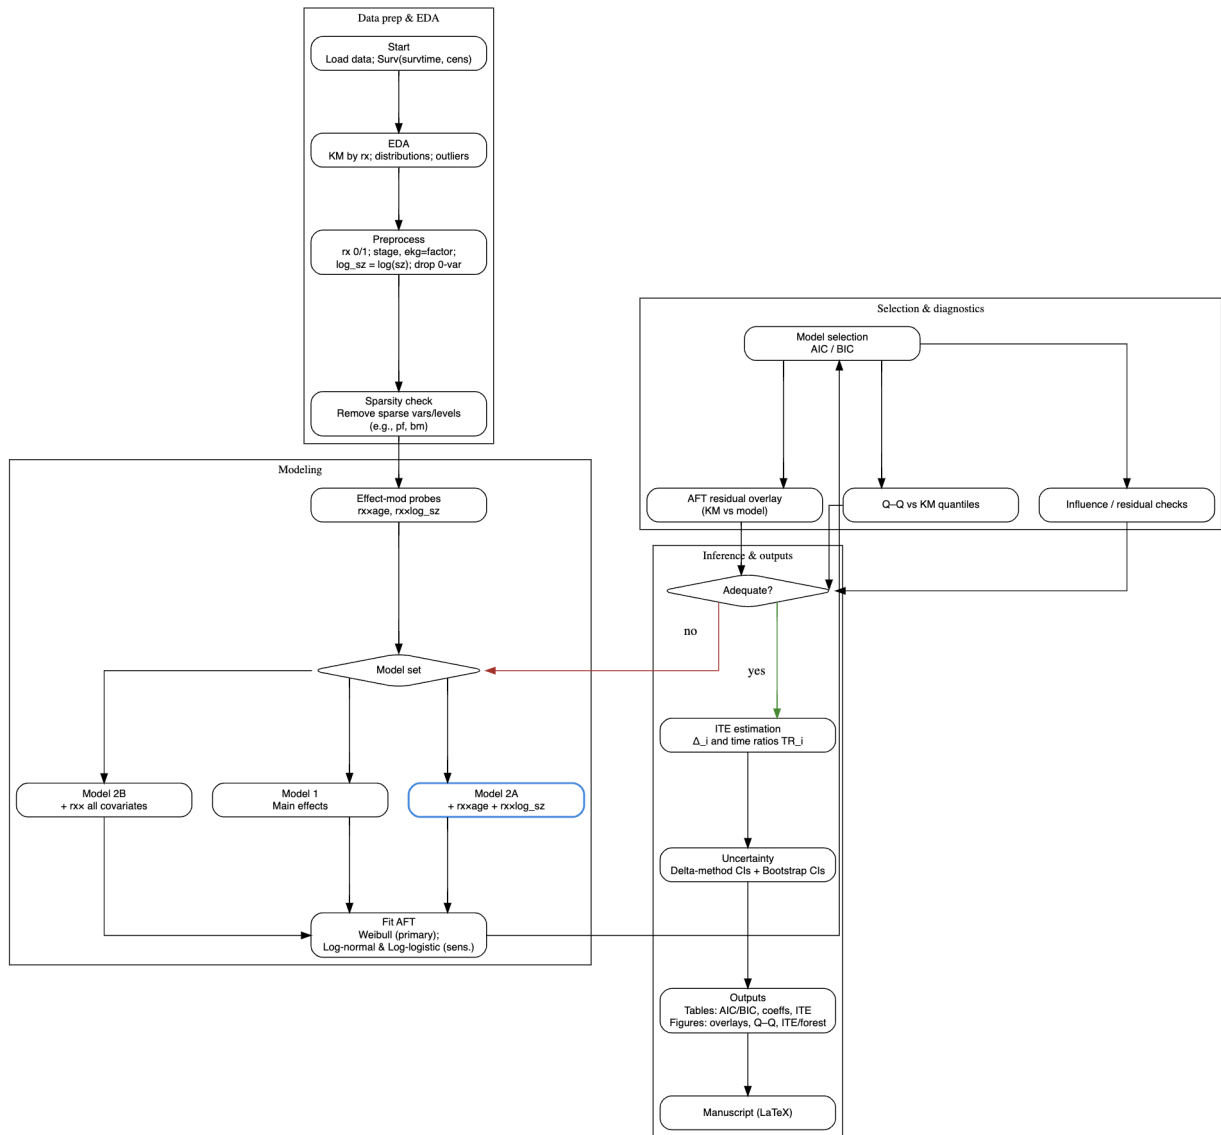 Data prep & EDA
Start
Load data; Surv(survtime, cens)
EDA
KM by rx; distributions; outliers
Preprocess
rx 0/1; stage, ekg=factor;
log_sz = log(sz); drop 0-var
Sparsity check
Remove sparse vars/levels
(e.g., pf, bm)
Modeling
Effect-mod probes
rx×age, rx×log_sz
Model set
Model 2B
+ rx× all covariates
Model 1
Main effects
Model 2A
+ rx×age + rx×log_sz
Fit AFT
Weibull (primary);
Log-normal & Log-logistic (sens.)
Selection & diagnostics
Model selection
AIC / BIC
AFT residual overlay
(KM vs model)
Q–Q vs KM quantiles
Influence / residual checks
Inference & outputs
Adequate?
no
yes
ITE estimation
Δ_i and time ratios TR_i
Uncertainty
Delta-method CIs + Bootstrap CIs
Outputs
Tables: AIC/BIC, coeffs, ITE
Figures: overlays, Q–Q, ITE/forest
Manuscript (LaTeX)